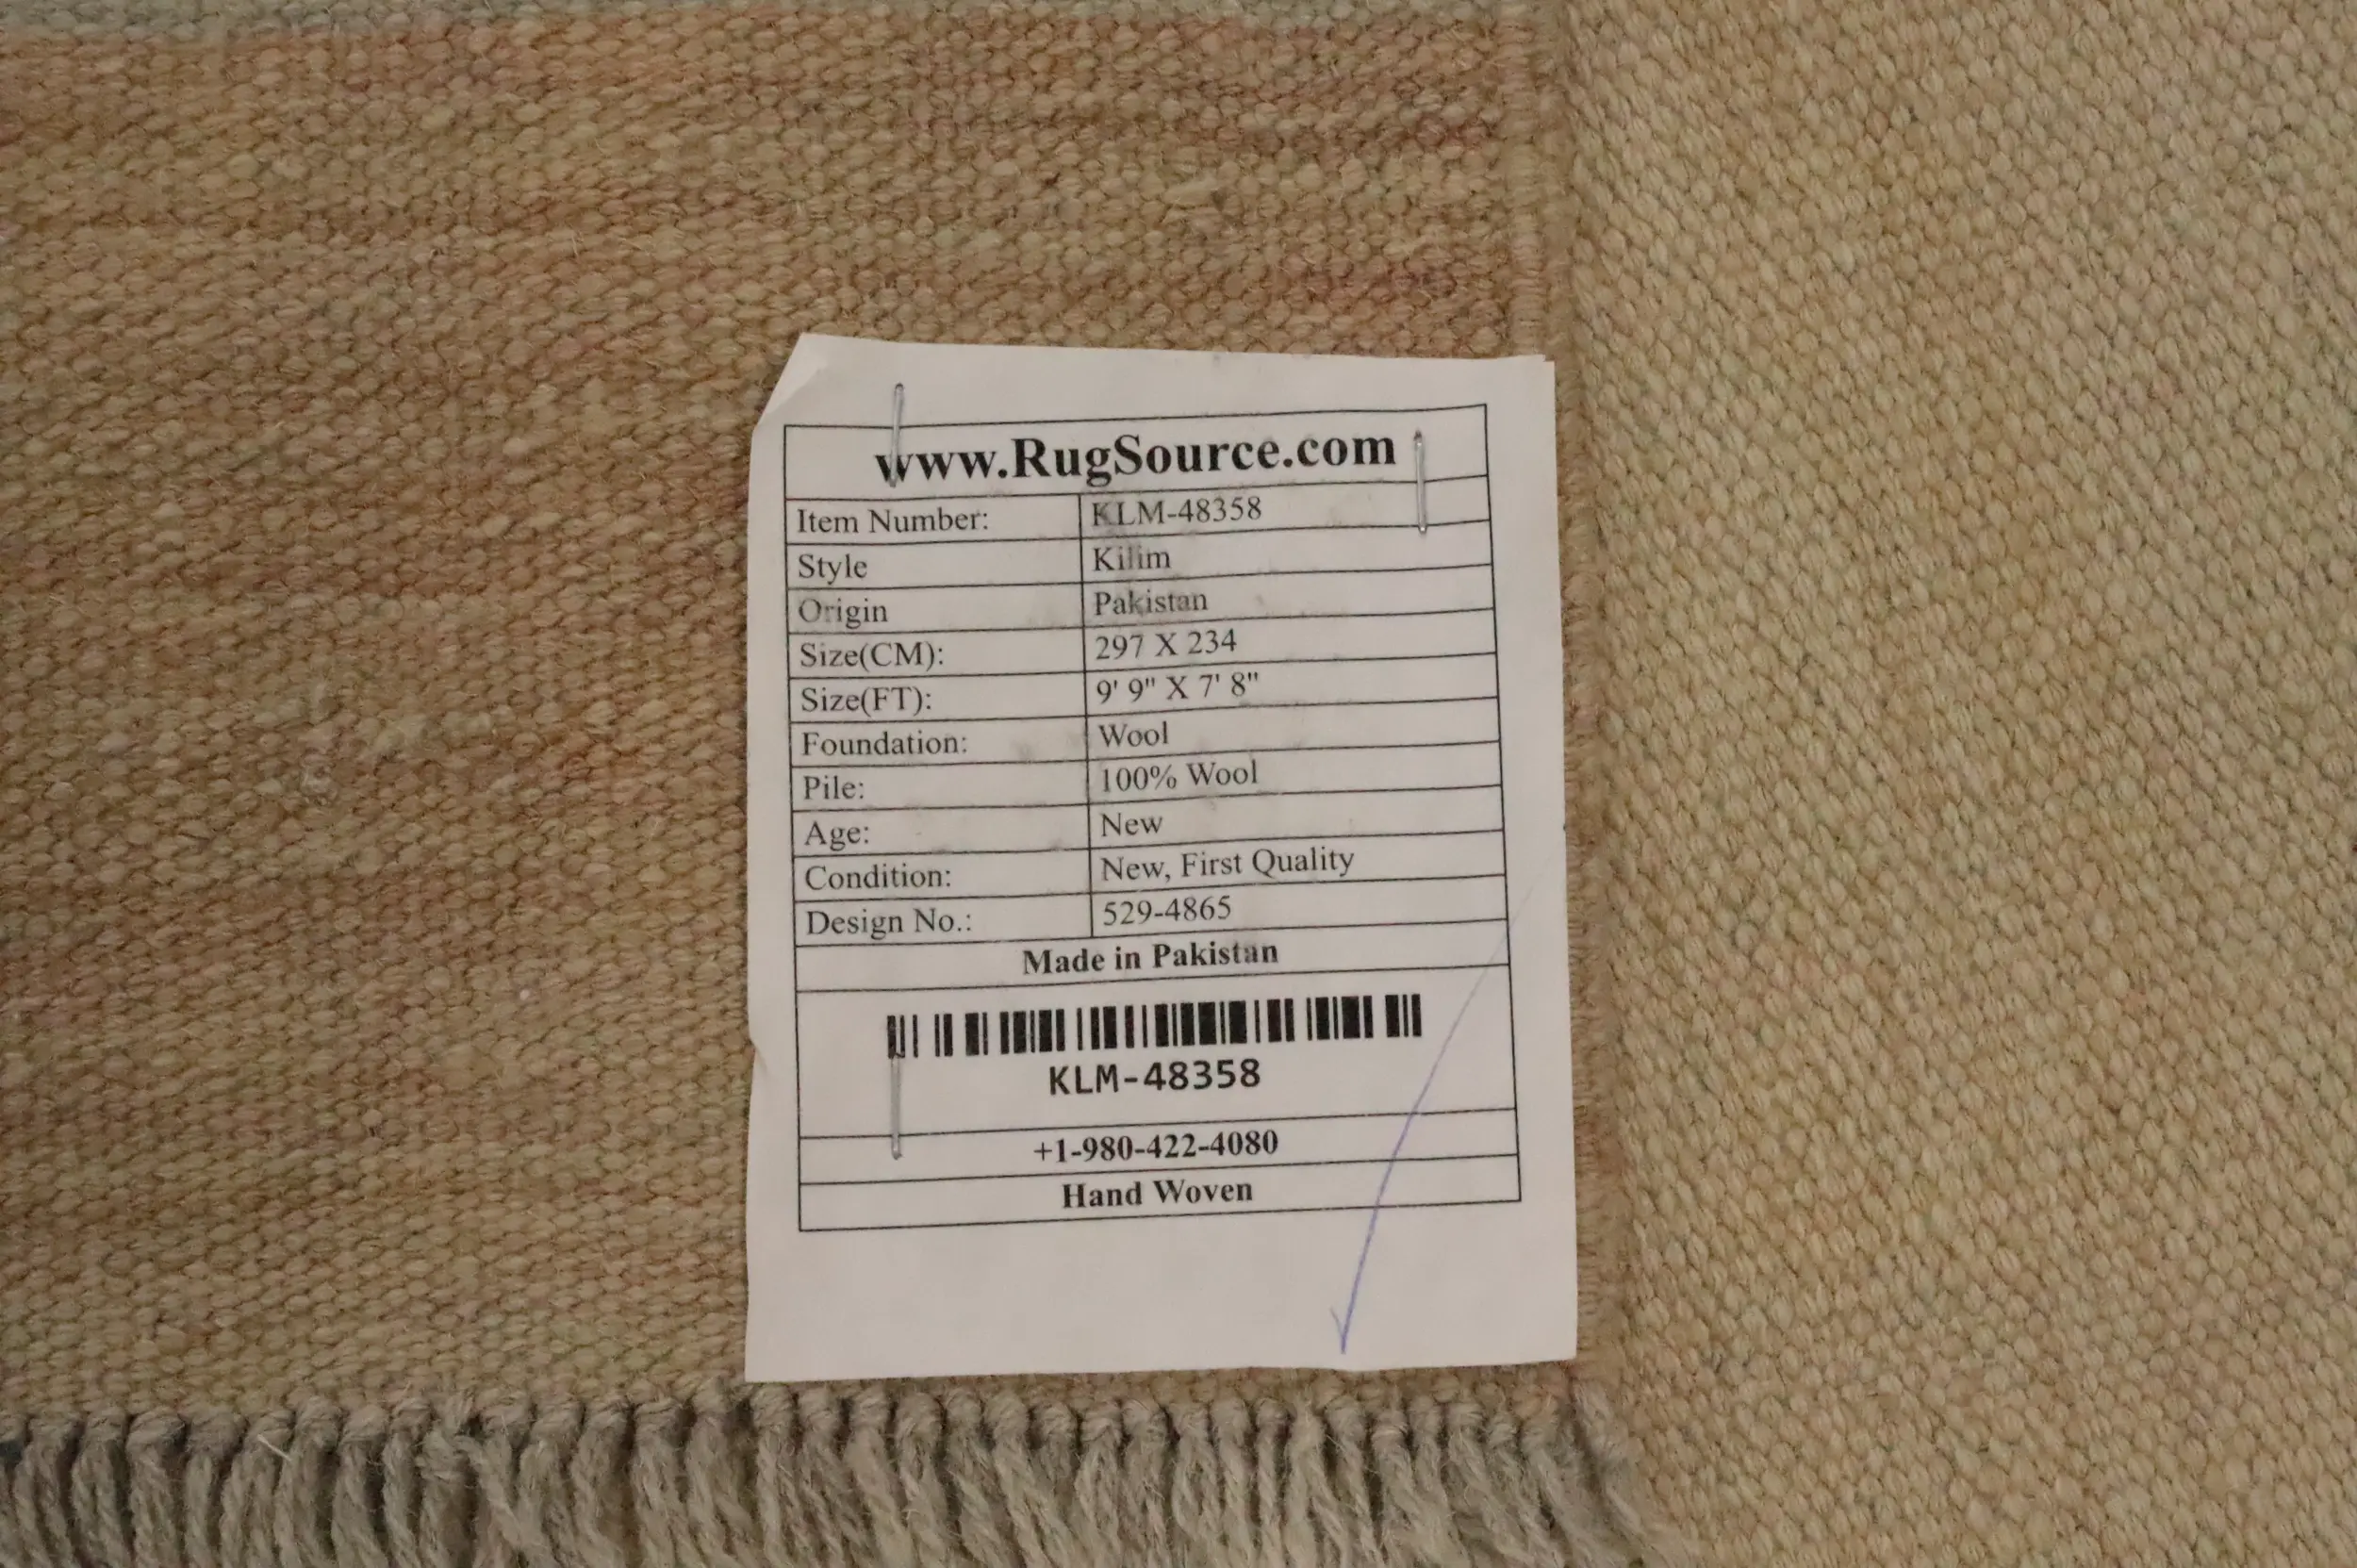 www.RugSource.com
Item Number: KLM-48358
Style Kilim
Origin Pakistan
Size(CM): 297 X 234
Size(FT): 9' 9" X 7' 8"
Foundation: Wool
Pile: 100% Wool
Age: New
Condition: New, First Quality
Design No.: 529-4865
Made in Pakistan
KLM-48358
+1-980-422-4080
Hand Woven